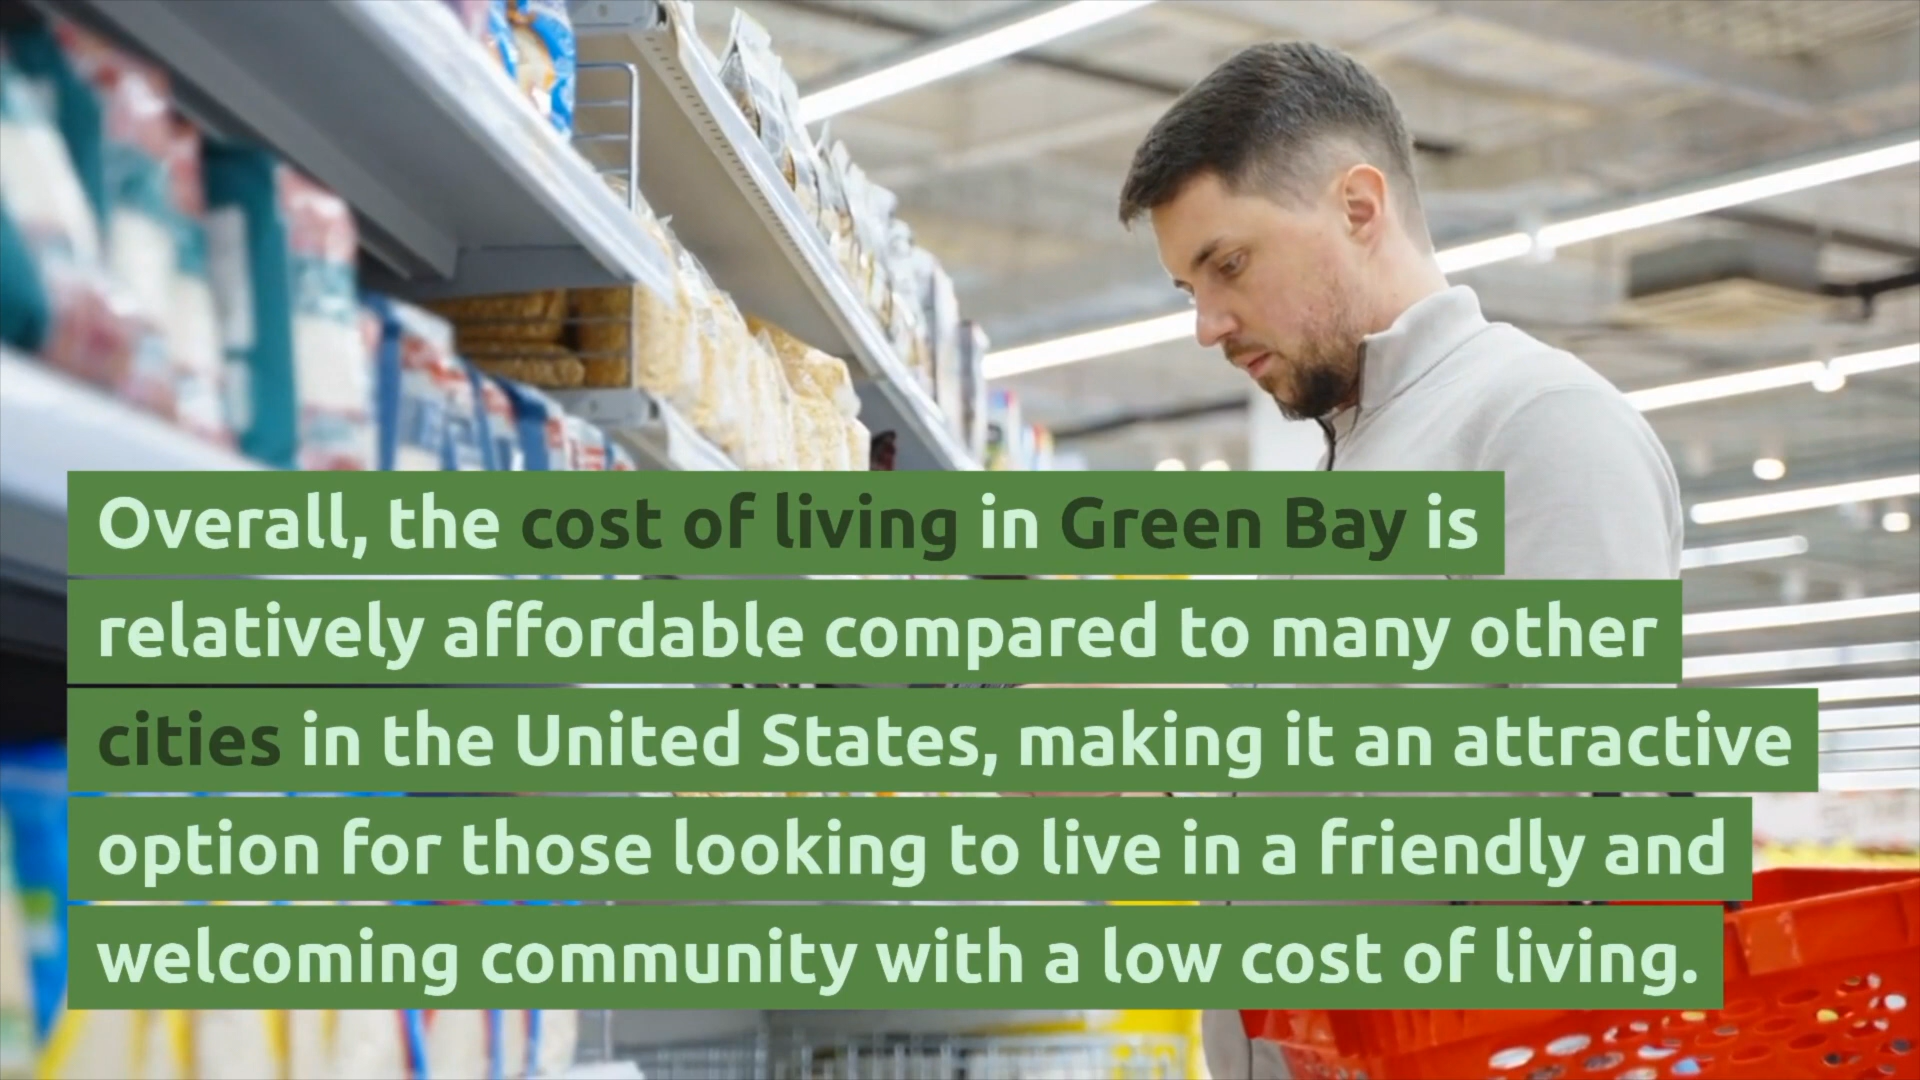 Overall, the cost of living in Green Bay is
relatively affordable compared to many other
cities in the United States, making it an attractive
option for those looking to live in a friendly and
welcoming community with a low cost of living.